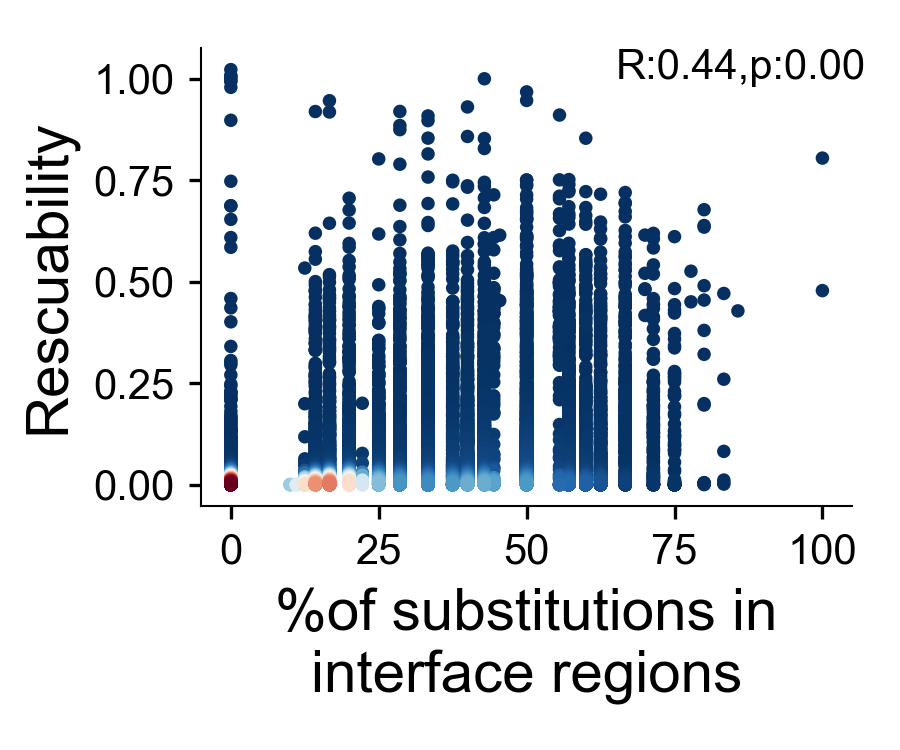 R:0.44,p:0.00
1.00
0.75
0.50
0.25
0.00
Rescuability
0 25 50 75 100
%of substitutions in
interface regions